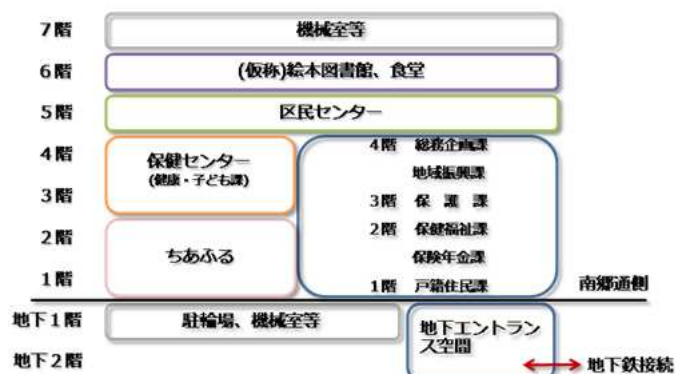 7階
機械室等
6階
(仮称)絵本図書館、食堂
5階
区民センター
4階
保健センター
(健康・子ども課)
3階
2階
ちあふる
1階
4階 総務企画課
地域振興課
3階 保 護 課
2階 保健福祉課
保険年金課
1階 戸籍住民課
南郷通側
地下1階
駐輪場、機械室等
地下エントラン
ス空間
地下2階
地下鉄接続